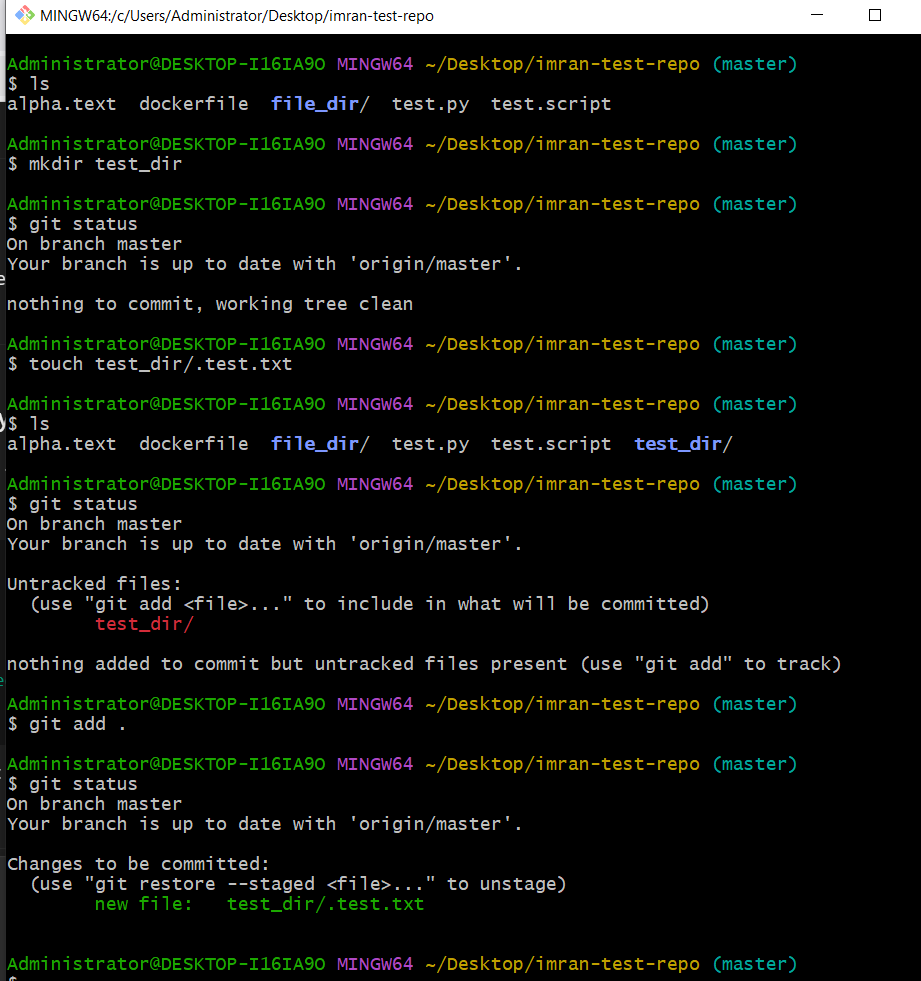 MINGW64:/c/Users/Administrator/Desktop/imran-test-repo
Administrator@DESKTOP-I16IA9O MINGW64 ~/Desktop/imran-test-repo (master)
$ ls
alpha.text  dockerfile  file_dir/  test.py  test.script
Administrator@DESKTOP-I16IA9O MINGW64 ~/Desktop/imran-test-repo (master)
$ mkdir test_dir
Administrator@DESKTOP-I16IA9O MINGW64 ~/Desktop/imran-test-repo (master)
$ git status
On branch master
Your branch is up to date with 'origin/master'.
nothing to commit, working tree clean
Administrator@DESKTOP-I16IA9O MINGW64 ~/Desktop/imran-test-repo (master)
$ touch test_dir/.test.txt
Administrator@DESKTOP-I16IA9O MINGW64 ~/Desktop/imran-test-repo (master)
$ ls
alpha.text  dockerfile  file_dir/  test.py  test.script  test_dir/
Administrator@DESKTOP-I16IA9O MINGW64 ~/Desktop/imran-test-repo (master)
$ git status
On branch master
Your branch is up to date with 'origin/master'.
Untracked files:
  (use "git add <file>..." to include in what will be committed)
        test_dir/
nothing added to commit but untracked files present (use "git add" to track)
Administrator@DESKTOP-I16IA9O MINGW64 ~/Desktop/imran-test-repo (master)
$ git add .
Administrator@DESKTOP-I16IA9O MINGW64 ~/Desktop/imran-test-repo (master)
$ git status
On branch master
Your branch is up to date with 'origin/master'.
Changes to be committed:
  (use "git restore --staged <file>..." to unstage)
        new file:   test_dir/.test.txt
Administrator@DESKTOP-I16IA9O MINGW64 ~/Desktop/imran-test-repo (master)
$